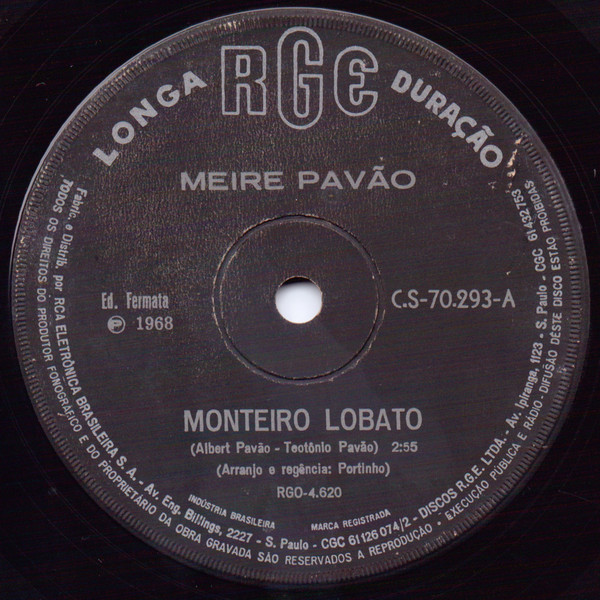 LONGA RGE DURAÇÃO
MEIRE PAVÃO
Ed. Fermata
℗ 1968
C.S-70.293-A
MONTEIRO LOBATO
(Albert Pavão - Teotônio Pavão) 2:55
(Arranjo e regência: Portinho)
RGO-4.620
INDÚSTRIA BRASILEIRA MARCA REGISTRADA
Fabric. e Distrib. por RCA ELETRÔNICA BRASILEIRA S. A. - Av. Eng. Billings, 2227 - S. Paulo - CGC 61126074/2 - DISCOS R.G.E. LTDA. - Av. Ipiranga, 1123 - S. Paulo - CGC 61432753
TODOS OS DIREITOS DO PRODUTOR FONOGRÁFICO E DO PROPRIETÁRIO DA OBRA GRAVADA SÃO RESERVADOS A REPRODUÇÃO - EXECUÇÃO PÚBLICA E RÁDIO - DIFUSÃO DÊSTE DISCO ESTÃO PROIBIDAS